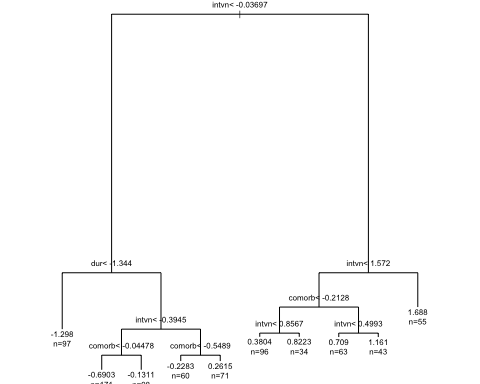 intvn< -0.03697
dur< -1.344
intvn< 1.572
-1.298
n=97
intvn< -0.3945
comorb< -0.2128
1.688
n=55
comorb< -0.04478
comorb< -0.5489
intvn< 0.8567
intvn< 0.4993
-0.6903
-0.1311
-0.2283
n=60
0.2615
n=71
0.3804
n=96
0.8223
n=34
0.709
n=63
1.161
n=43